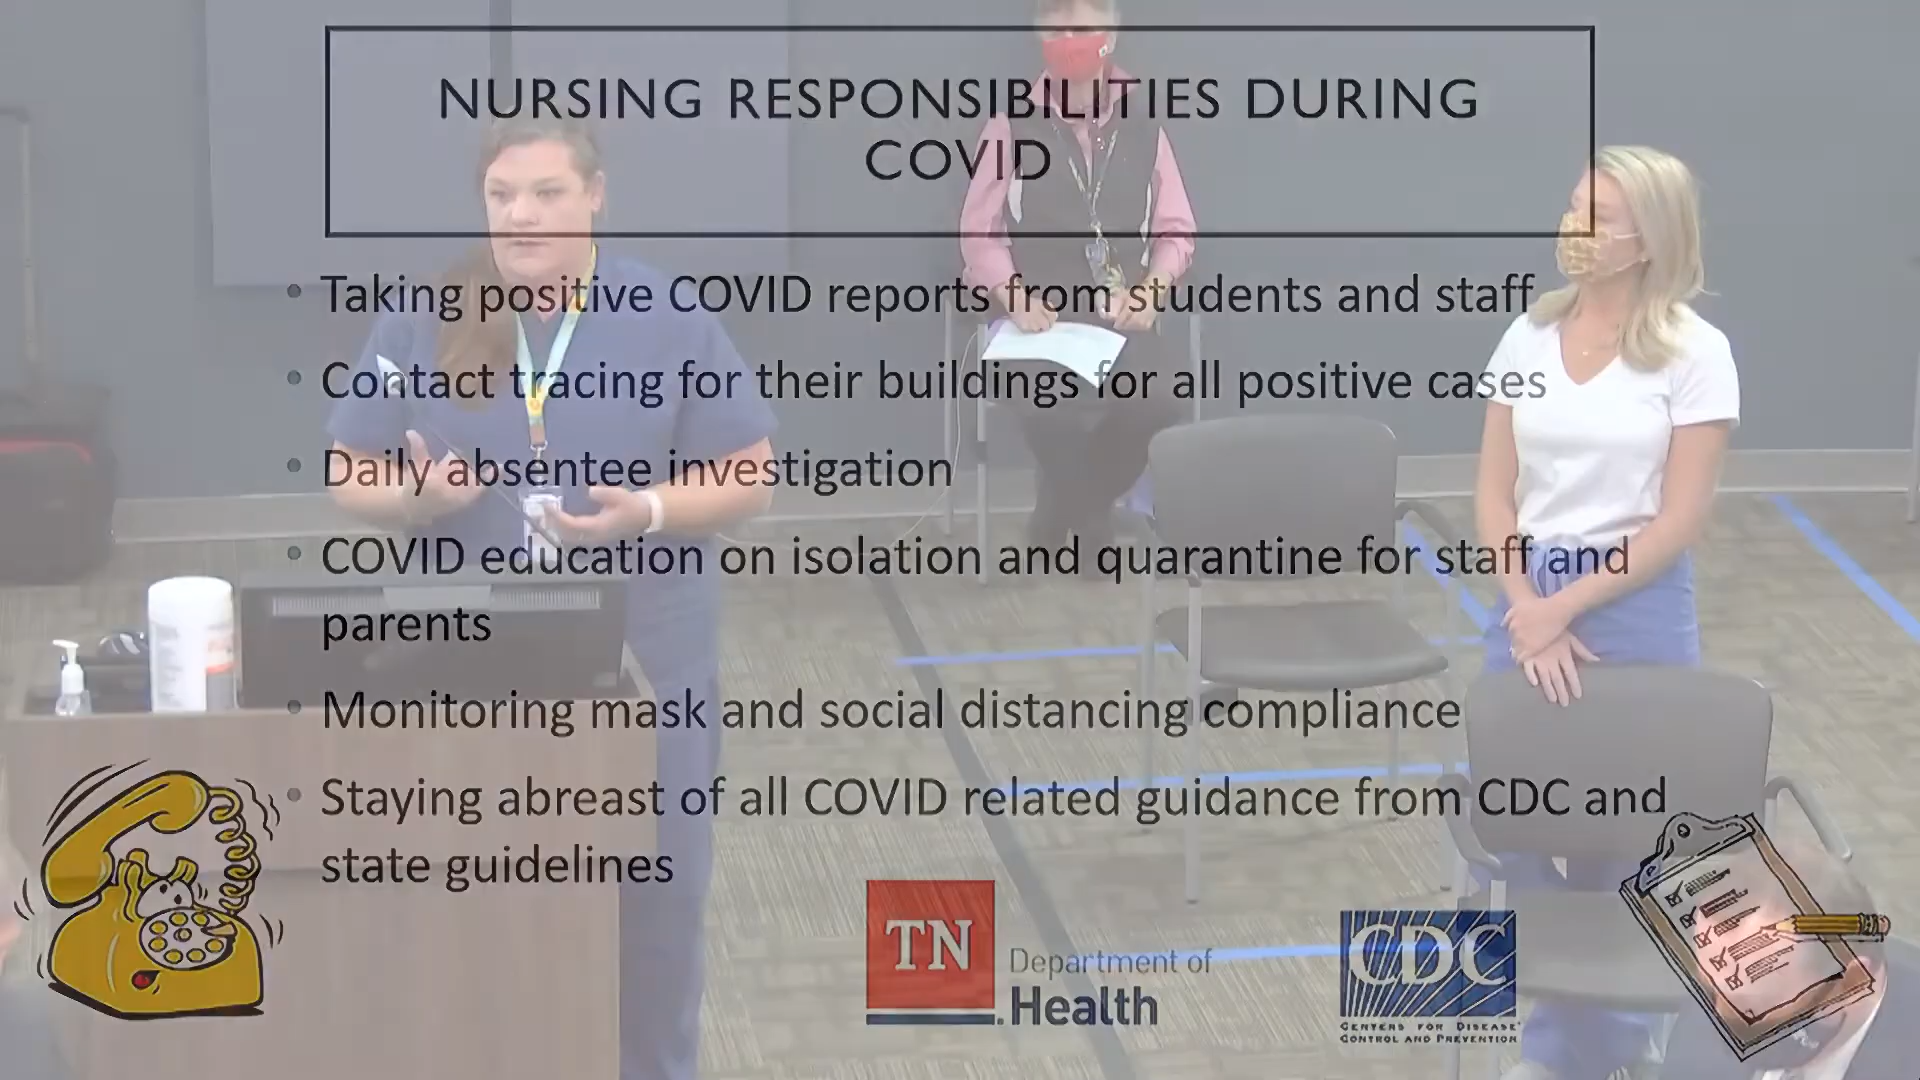 NURSING RESPONSIBILITIES DURING
COVID
• Taking positive COVID reports from students and staff
• Contact tracing for their buildings for all positive cases
• Daily absentee investigation
• COVID education on isolation and quarantine for staff and
parents
• Monitoring mask and social distancing compliance
• Staying abreast of all COVID related guidance from CDC and
state guidelines
TN
Department of
Health
CDC
CENTERS FOR DISEASE
CONTROL AND PREVENTION